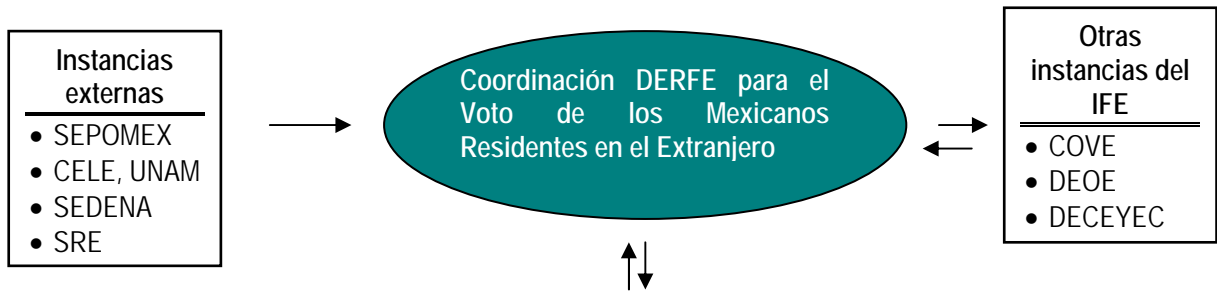 Instancias
externas
• SEPOMEX
• CELE, UNAM
• SEDENA
• SRE
Coordinación DERFE para el
Voto de los Mexicanos
Residentes en el Extranjero
Otras
instancias del
IFE
• COVE
• DEOE
• DECEYEC